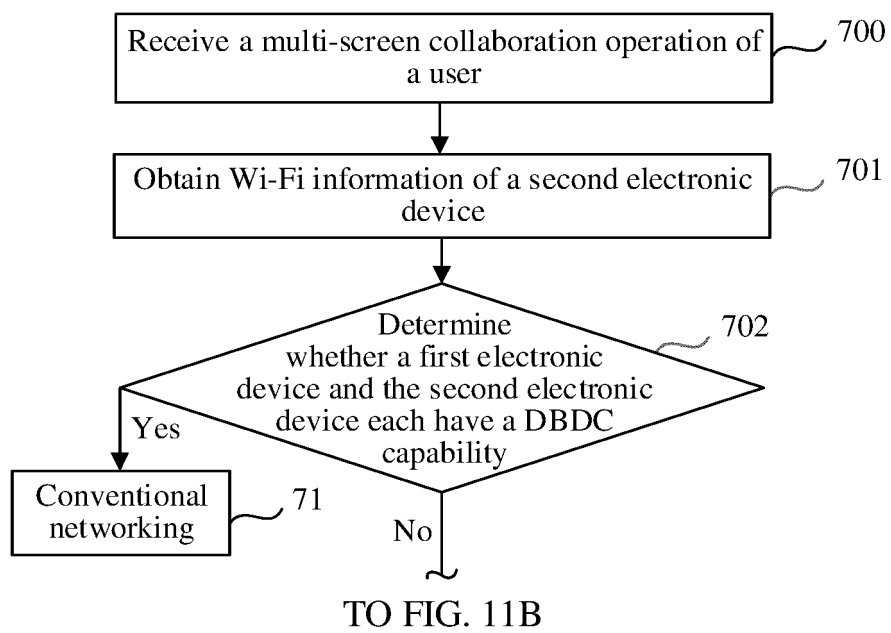 Receive a multi-screen collaboration operation of
a user
700
Obtain Wi-Fi information of a second electronic
device
701
Determine
whether a first electronic
device and the second electronic
device each have a DBDC
capability
702
Yes
Conventional
networking
71
No
TO FIG. 11B